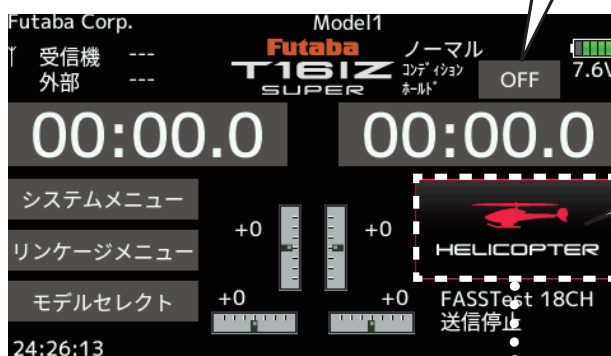 Futaba Corp.
Model1
受信機 ---
外部 ---
Futaba
T16IZ
SUPER
ノーマル
コンディション
ホールド
OFF
7.6V
00:00.0
00:00.0
システムメニュー
リンケージメニュー
モデルセレクト
+0
+0
+0
+0
HELICOPTER
FASSTest 18CH
送信停止
24:26:13